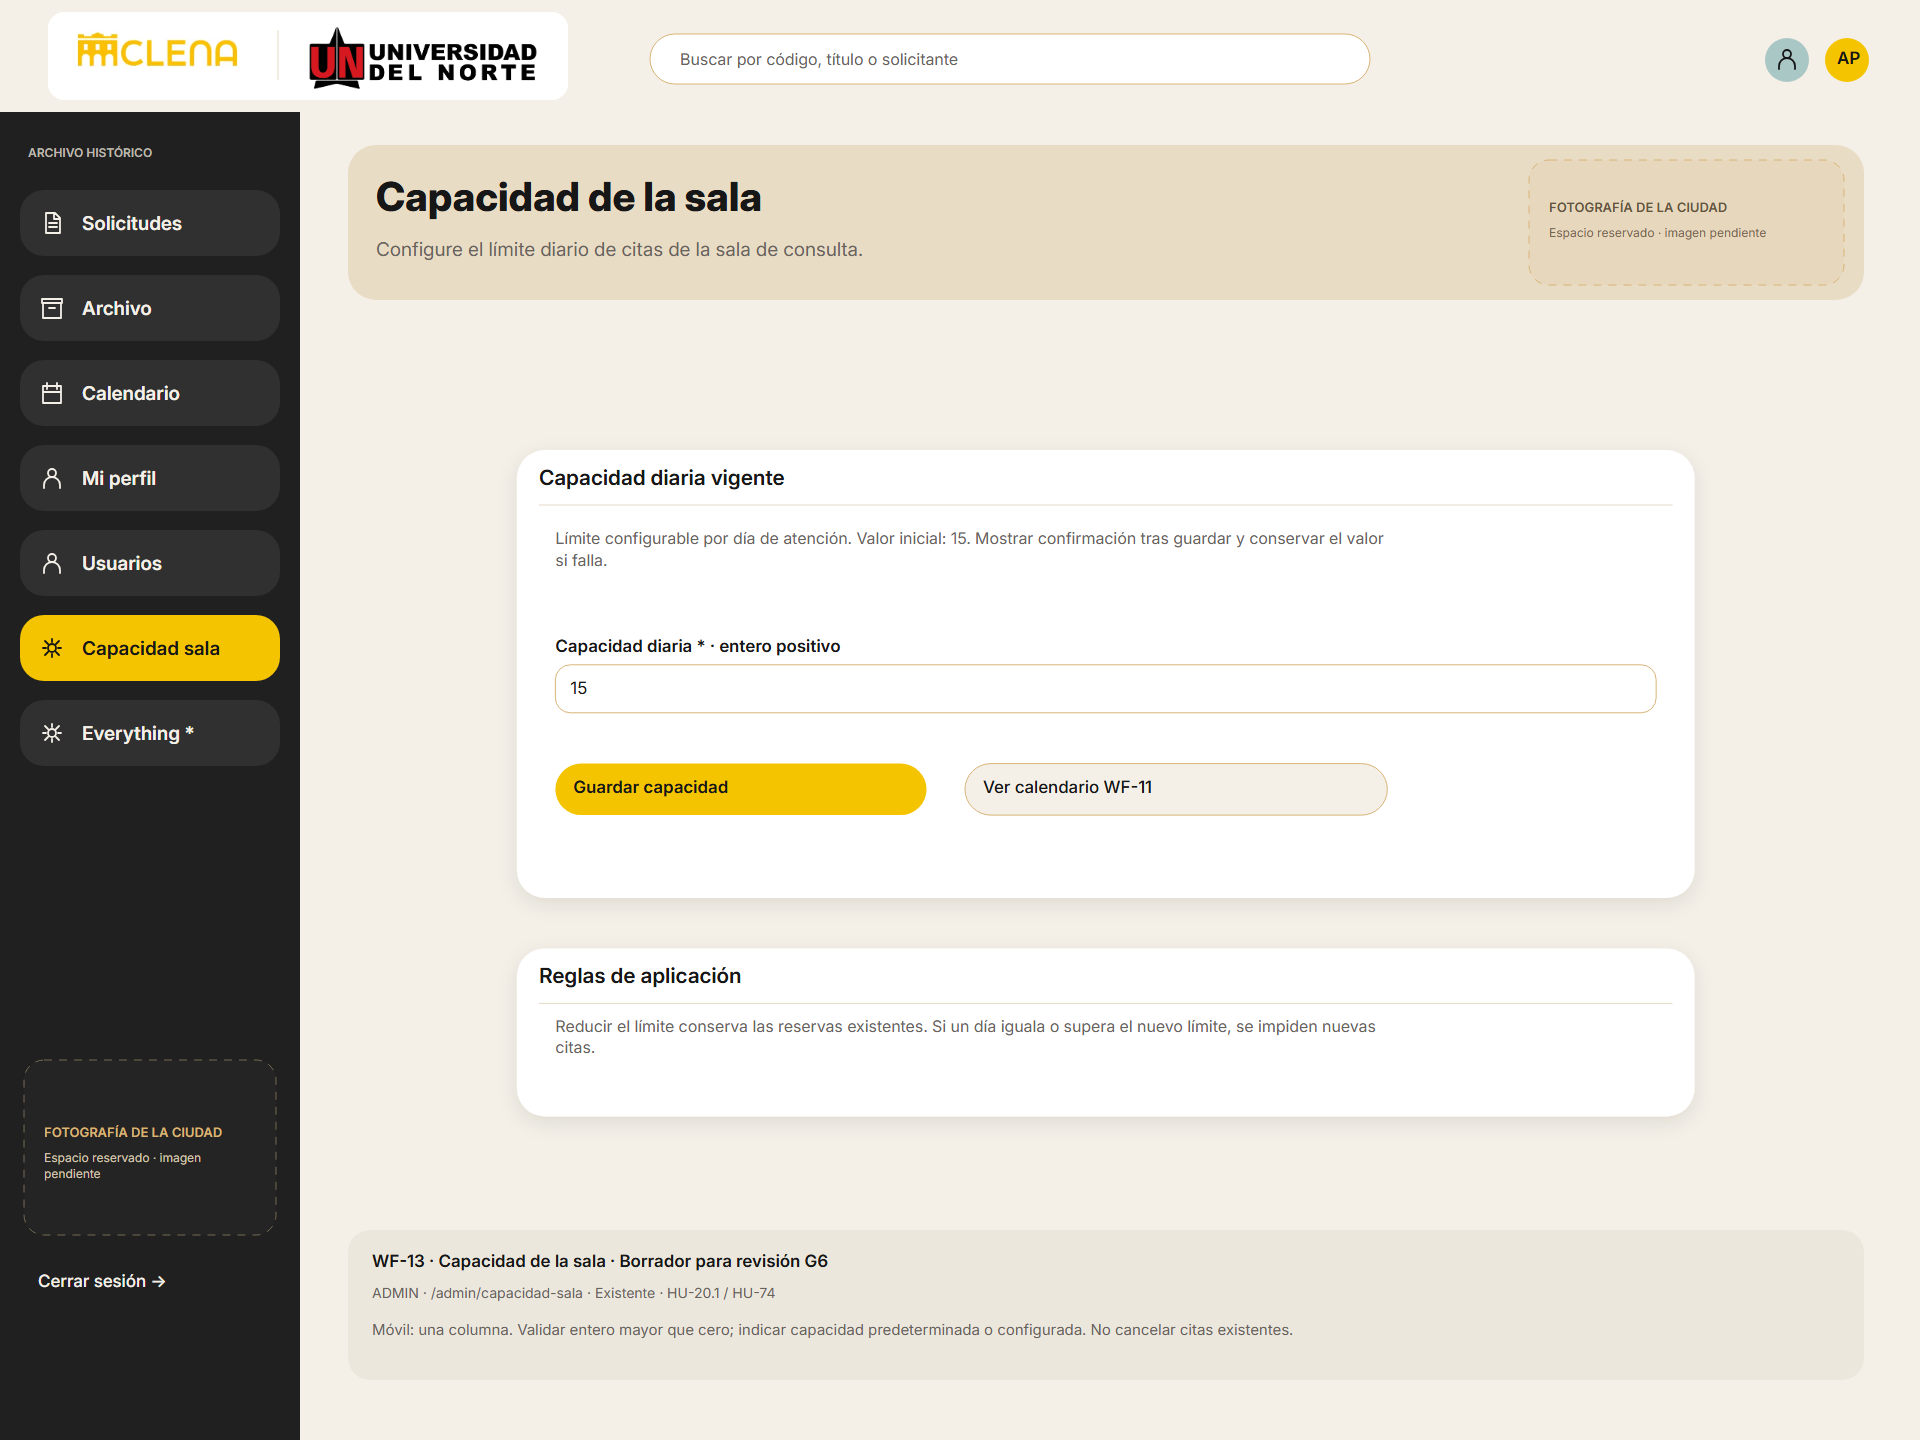 CLENA
UNIVERSIDAD
DEL NORTE
UN
Buscar por código, título o solicitante
AP
ARCHIVO HISTÓRICO
Solicitudes
Archivo
Calendario
Mi perfil
Usuarios
Capacidad sala
Everything *
FOTOGRAFÍA DE LA CIUDAD
Espacio reservado · imagen
pendiente
Cerrar sesión →
Capacidad de la sala
Configure el límite diario de citas de la sala de consulta.
FOTOGRAFÍA DE LA CIUDAD
Espacio reservado · imagen pendiente
Capacidad diaria vigente
Límite configurable por día de atención. Valor inicial: 15. Mostrar confirmación tras guardar y conservar el valor
si falla.
Capacidad diaria * · entero positivo
15
Guardar capacidad
Ver calendario WF-11
Reglas de aplicación
Reducir el límite conserva las reservas existentes. Si un día iguala o supera el nuevo límite, se impiden nuevas
citas.
WF-13 · Capacidad de la sala · Borrador para revisión G6
ADMIN · /admin/capacidad-sala · Existente · HU-20.1 / HU-74
Móvil: una columna. Validar entero mayor que cero; indicar capacidad predeterminada o configurada. No cancelar citas existentes.